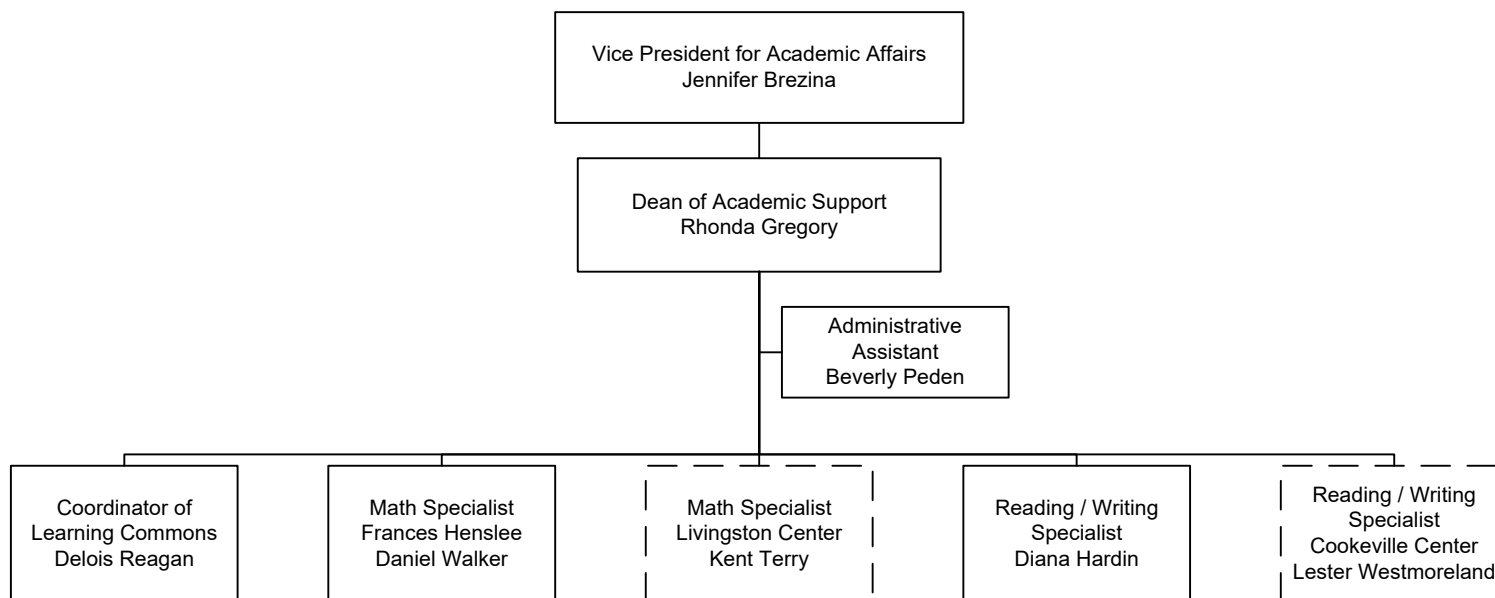 Vice President for Academic Affairs
Jennifer Brezina
Dean of Academic Support
Rhonda Gregory
Administrative
Assistant
Beverly Peden
Coordinator of
Learning Commons
Delois Reagan
Math Specialist
Frances Henslee
Daniel Walker
Math Specialist
Livingston Center
Kent Terry
Reading / Writing
Specialist
Diana Hardin
Reading / Writing
Specialist
Cookeville Center
Lester Westmoreland